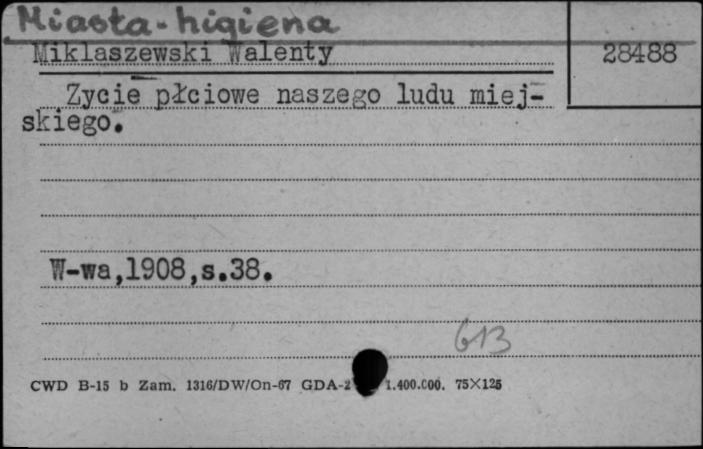 Miasta-higiena
Miklaszewski Walenty
28488
Zycie płciowe naszego ludu miej-
skiego.
W-wa,1908,s.38.
613
CWD B-15 b Zam. 1316/DW/On-67 GDA-2 1.400.000. 75X125